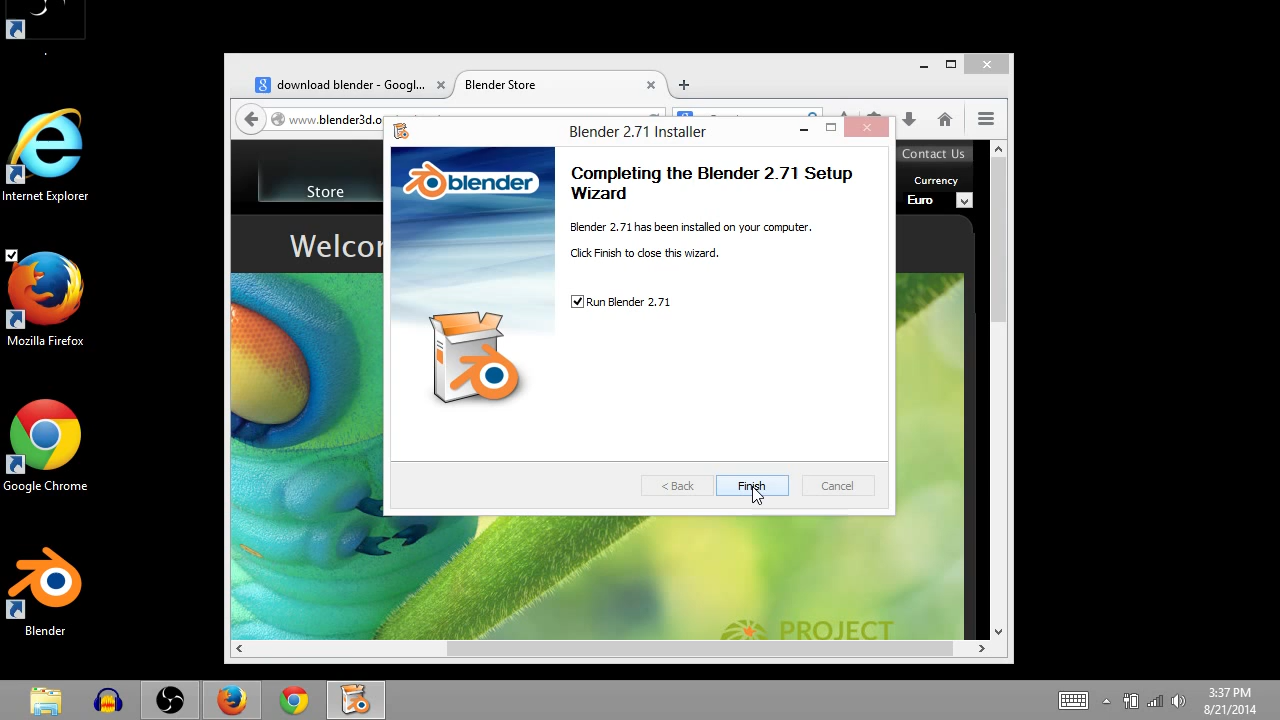 Internet Explorer
Mozilla Firefox
Google Chrome
Blender
download blender - Googl...
Blender Store
www.blender3d.o
Blender 2.71 Installer
Contact Us
Store
Currency
Euro
Welcor
blender
Completing the Blender 2.71 Setup
Wizard
Blender 2.71 has been installed on your computer.
Click Finish to close this wizard.
Run Blender 2.71
< Back
Finish
Cancel
PROJECT
3:37 PM
8/21/2014